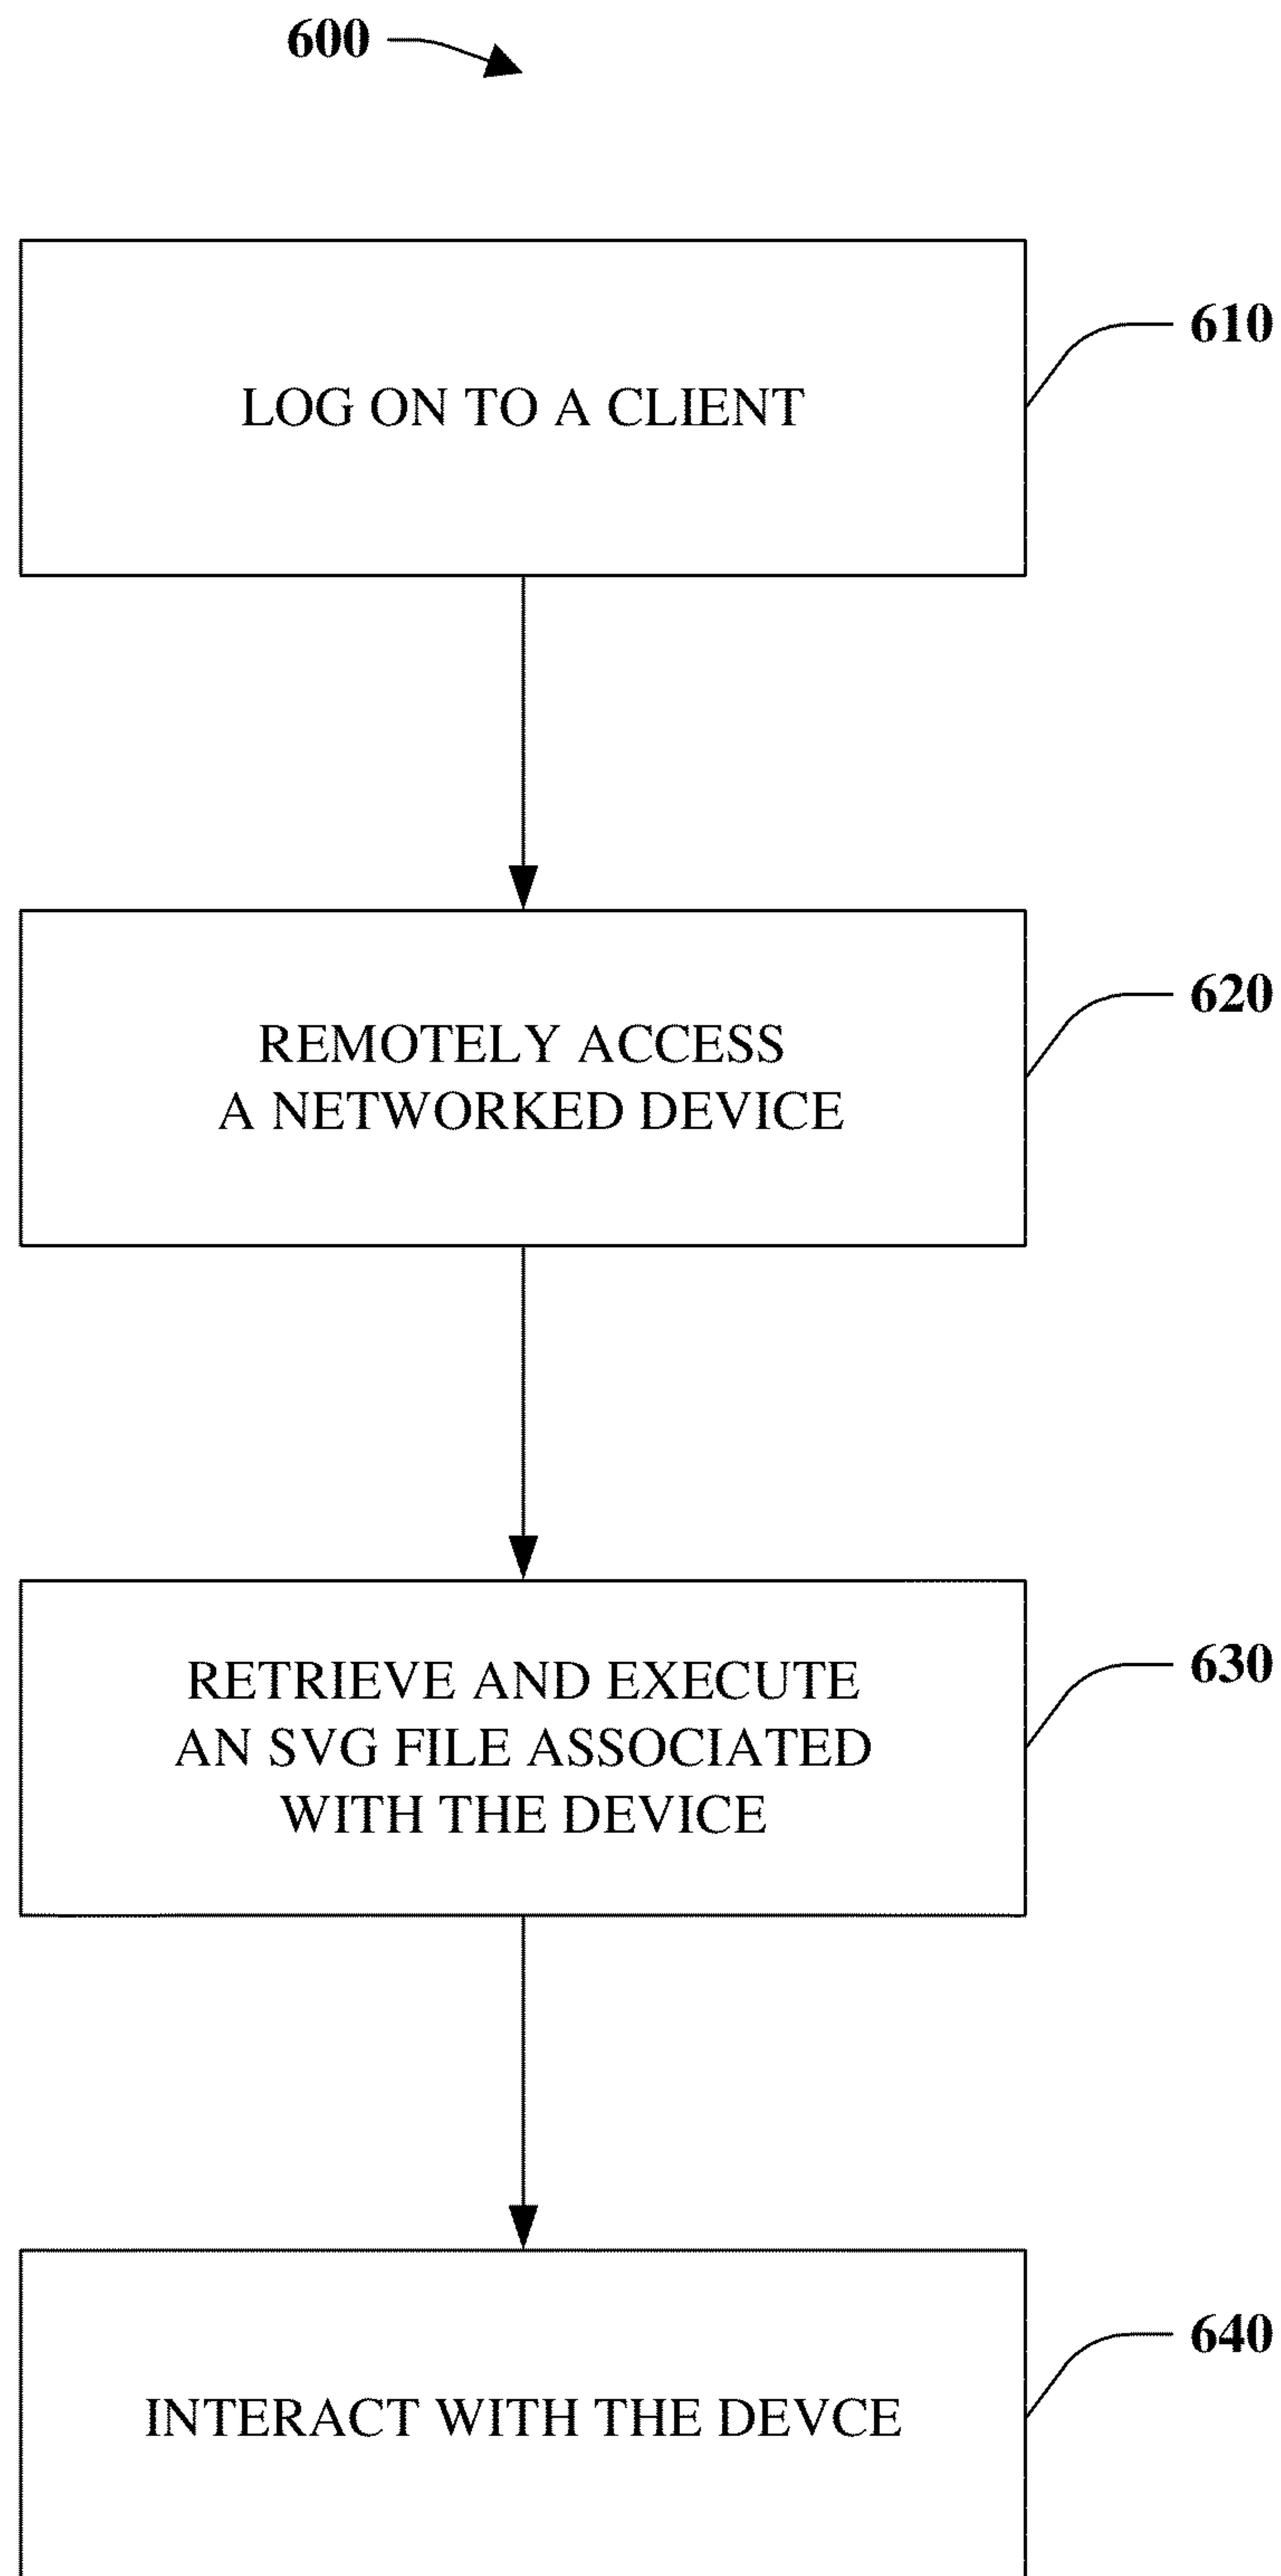 600
610
LOG ON TO A CLIENT
620
REMOTELY ACCESS
A NETWORKED DEVICE
630
RETRIEVE AND EXECUTE
AN SVG FILE ASSOCIATED
WITH THE DEVICE
640
INTERACT WITH THE DEVCE